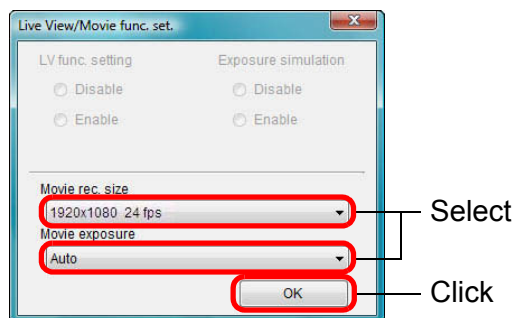 Live View/Movie func. set.
LV func. setting Exposure simulation
Disable Disable
Enable Enable
Movie rec. size
1920x1080 24 fps
Select
Movie exposure
Auto
OK
Click